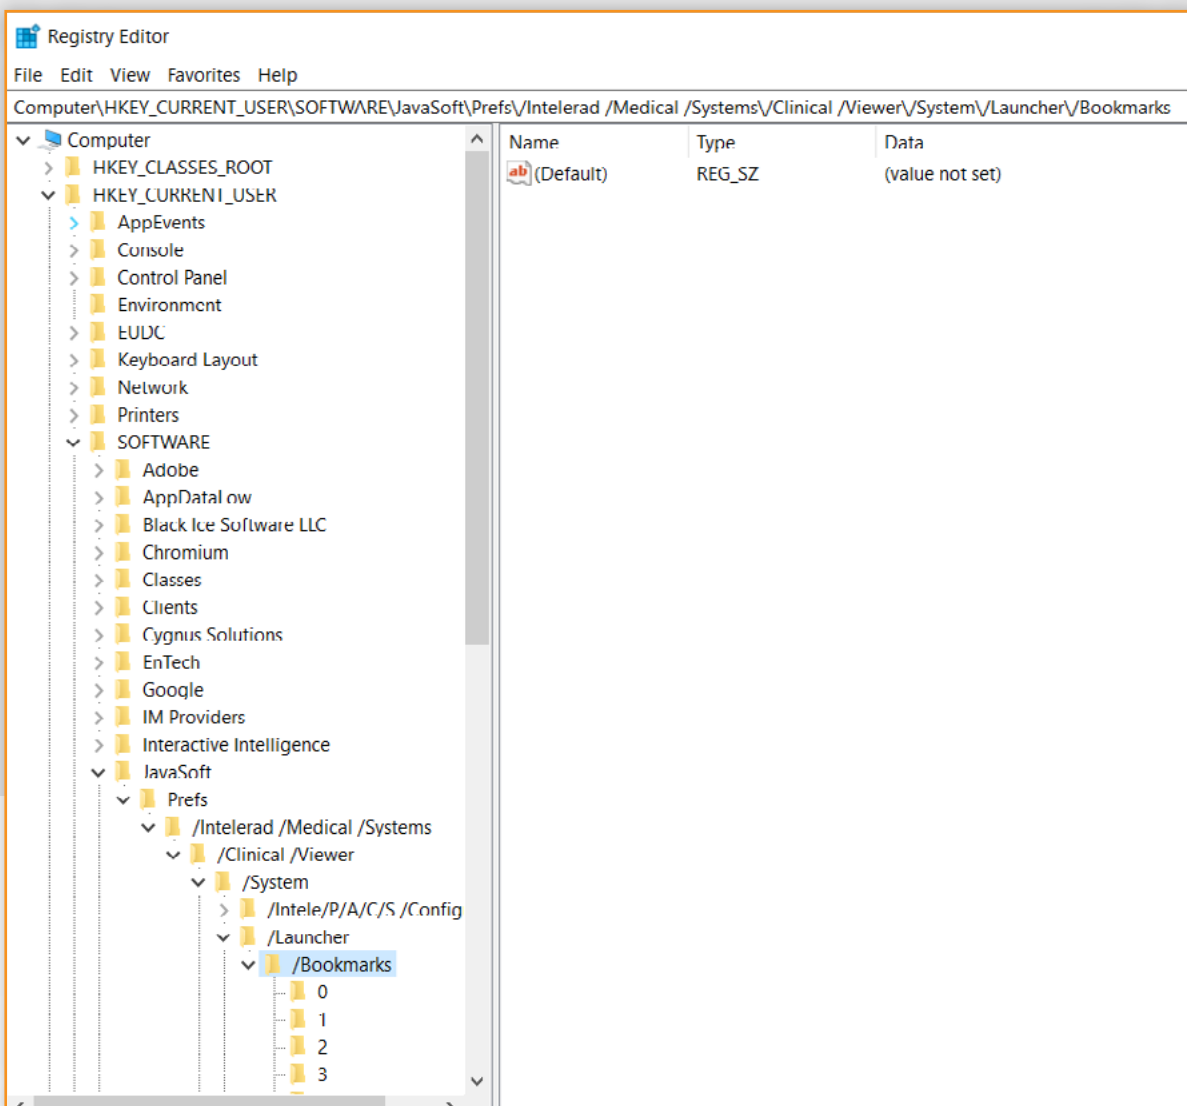 Registry Editor
File Edit View Favorites Help
Computer\HKEY_CURRENT_USER\SOFTWARE\JavaSoft\Prefs\/Intelerad /Medical /Systems\/Clinical /Viewer\/System\/Launcher\/Bookmarks
Computer
HKEY_CLASSES_ROOT
HKEY_CURRENT_USER
AppEvents
Console
Control Panel
Environment
EUDC
Keyboard Layout
Network
Printers
SOFTWARE
Adobe
AppDataLow
Black Ice Software LLC
Chromium
Classes
Clients
Cygnus Solutions
EnTech
Google
IM Providers
Interactive Intelligence
JavaSoft
Prefs
/Intelerad /Medical /Systems
/Clinical /Viewer
/System
/Intele/P/A/C/S /Config
/Launcher
/Bookmarks
0
1
2
3
Name Type Data
ab (Default) REG_SZ (value not set)